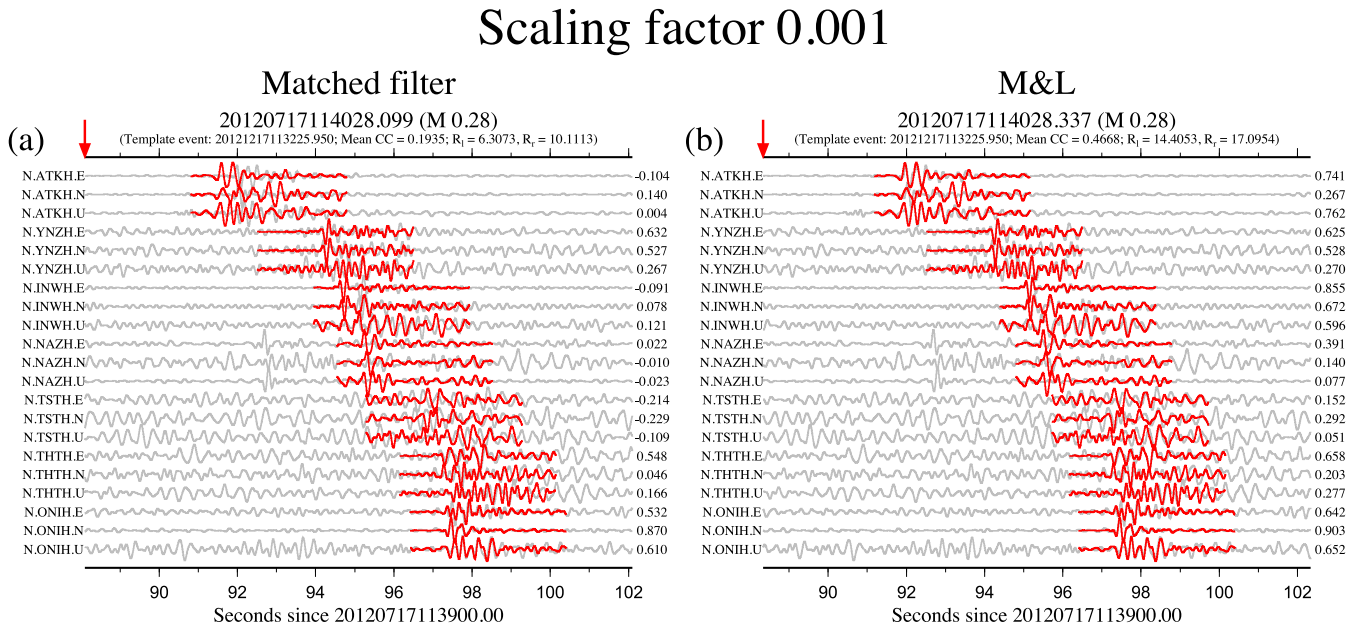 Scaling factor 0.001
Matched filter
20120717114028.099 (M 0.28)
(a)
(Template event: 20121217113225.950; Mean CC = 0.1935; Rl = 6.3073, Rr = 10.1113)
N.ATKH.E -0.104
N.ATKH.N 0.140
N.ATKH.U 0.004
N.YNZH.E 0.632
N.YNZH.N 0.527
N.YNZH.U 0.267
N.INWH.E -0.091
N.INWH.N 0.078
N.INWH.U 0.121
N.NAZH.E 0.022
N.NAZH.N -0.010
N.NAZH.U -0.023
N.TSTH.E -0.214
N.TSTH.N -0.229
N.TSTH.U -0.109
N.THTH.E 0.548
N.THTH.N 0.046
N.THTH.U 0.166
N.ONIH.E 0.532
N.ONIH.N 0.870
N.ONIH.U 0.610
90 92 94 96 98 100 102
Seconds since 20120717113900.00
M&L
20120717114028.337 (M 0.28)
(b)
(Template event: 20121217113225.950; Mean CC = 0.4668; Rl = 14.4053, Rr = 17.0954)
N.ATKH.E 0.741
N.ATKH.N 0.267
N.ATKH.U 0.762
N.YNZH.E 0.625
N.YNZH.N 0.528
N.YNZH.U 0.270
N.INWH.E 0.855
N.INWH.N 0.672
N.INWH.U 0.596
N.NAZH.E 0.391
N.NAZH.N 0.140
N.NAZH.U 0.077
N.TSTH.E 0.152
N.TSTH.N 0.292
N.TSTH.U 0.051
N.THTH.E 0.658
N.THTH.N 0.203
N.THTH.U 0.277
N.ONIH.E 0.642
N.ONIH.N 0.903
N.ONIH.U 0.652
90 92 94 96 98 100 102
Seconds since 20120717113900.00